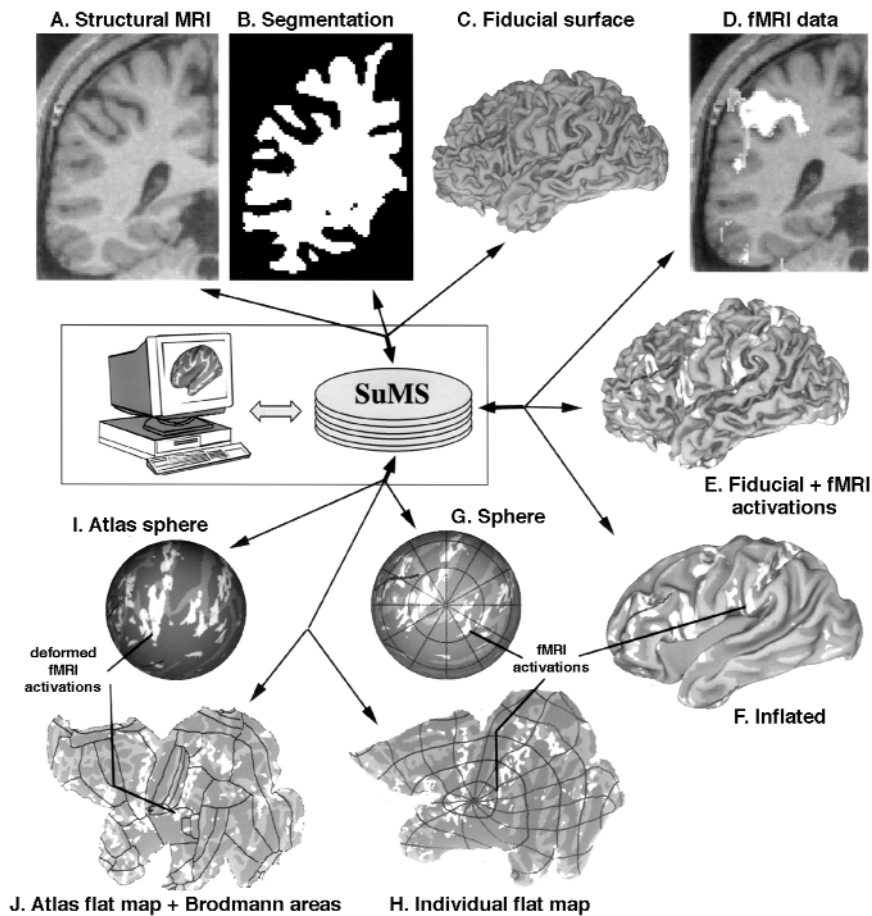 A. Structural MRI
B. Segmentation
C. Fiducial surface
D. fMRI data
SuMS
E. Fiducial + fMRI
activations
I. Atlas sphere
G. Sphere
deformed
fMRI
activations
fMRI
activations
F. Inflated
J. Atlas flat map + Brodmann areas
H. Individual flat map